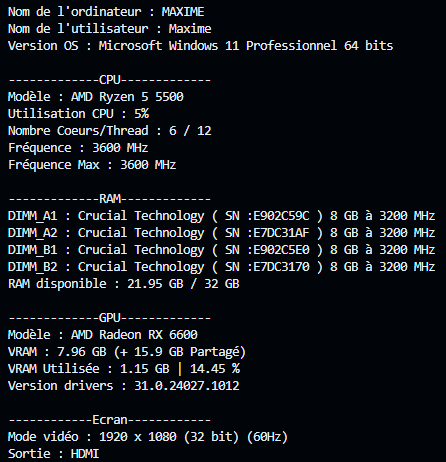 Nom de l'ordinateur : MAXIME
Nom de l'utilisateur : Maxime
Version OS : Microsoft Windows 11 Professionnel 64 bits
-------------CPU-------------
Modèle : AMD Ryzen 5 5500
Utilisation CPU : 5%
Nombre Coeurs/Thread : 6 / 12
Fréquence : 3600 MHz
Fréquence Max : 3600 MHz
-------------RAM-------------
DIMM_A1 : Crucial Technology ( SN :E902C59C ) 8 GB à 3200 MHz
DIMM_A2 : Crucial Technology ( SN :E7DC31AF ) 8 GB à 3200 MHz
DIMM_B1 : Crucial Technology ( SN :E902C5E0 ) 8 GB à 3200 MHz
DIMM_B2 : Crucial Technology ( SN :E7DC3170 ) 8 GB à 3200 MHz
RAM disponible : 21.95 GB / 32 GB
-------------GPU-------------
Modèle : AMD Radeon RX 6600
VRAM : 7.96 GB (+ 15.9 GB Partagé)
VRAM Utilisée : 1.15 GB | 14.45 %
Version drivers : 31.0.24027.1012
------------Ecran------------
Mode vidéo : 1920 x 1080 (32 bit) (60Hz)
Sortie : HDMI